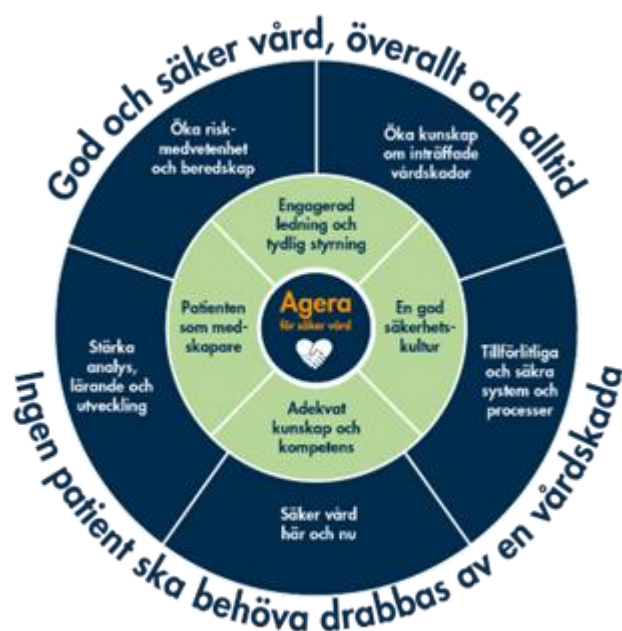 God och säker vård, överallt och alltid
Öka risk-
medvetenhet
och beredskap
Öka kunskap
om inträffade
vårdskador
Engagerad
ledning och
tydlig styrning
Patienten
som med-
skapare
Agera
för säker vård
En god
säkerhets-
kultur
Stärka
analys,
lärande och
utveckling
Tillförlitliga
och säkra
system och
processer
Adekvat
kunskap och
kompetens
Säker vård
här och nu
Ingen patient ska behöva drabbas av en vårdskada